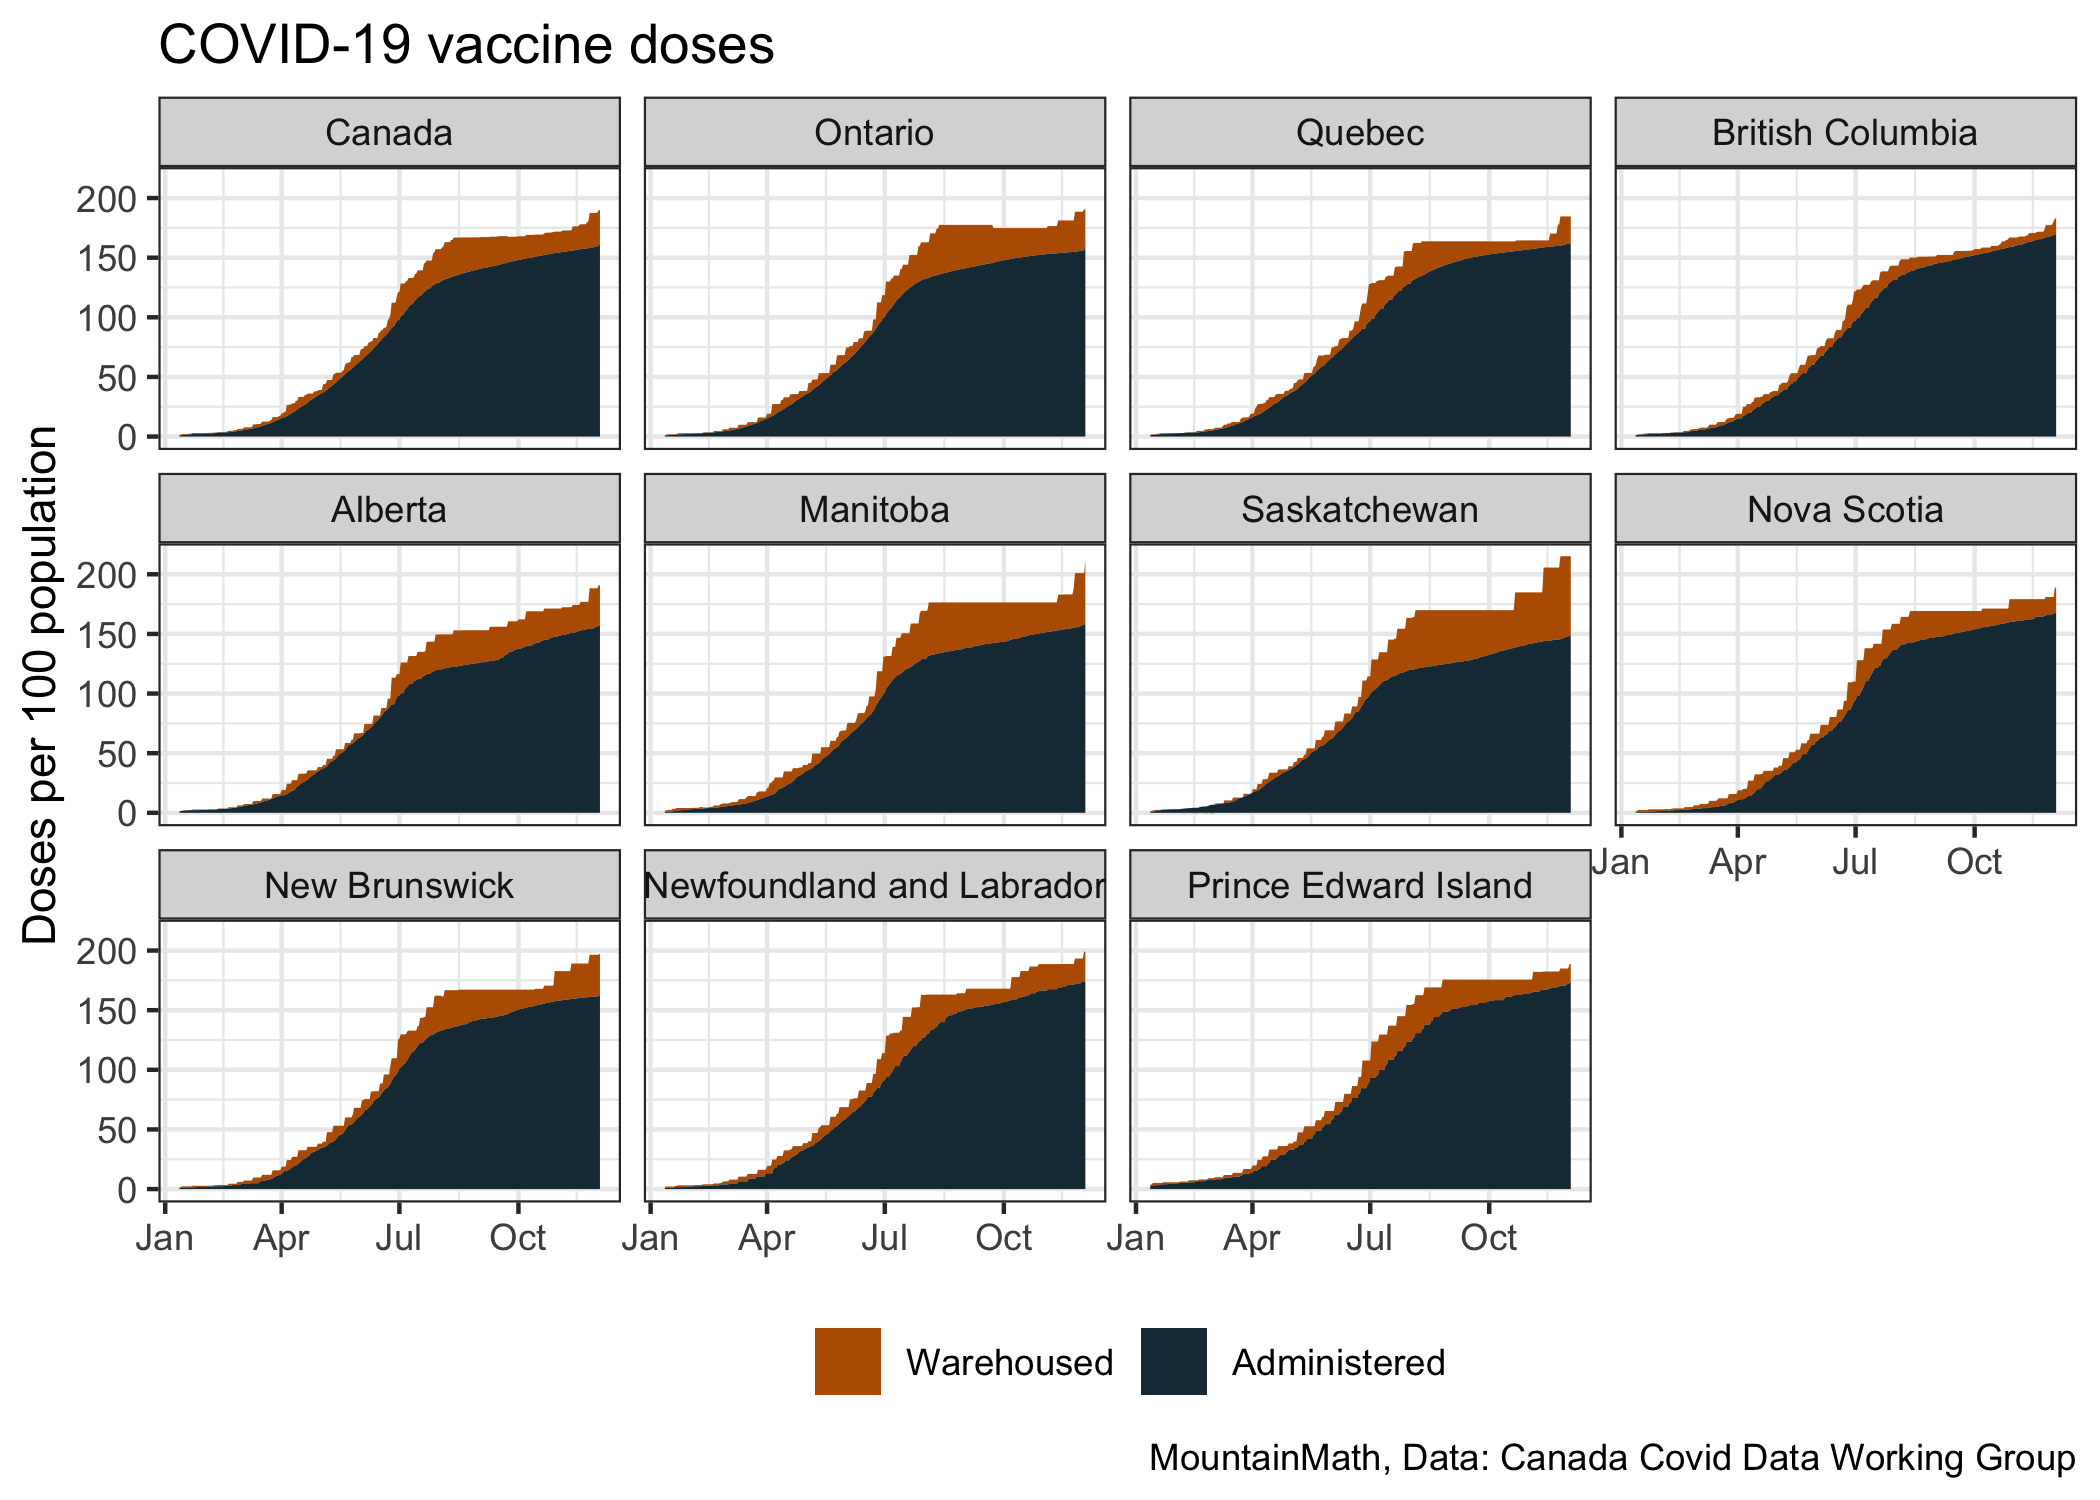 COVID-19 vaccine doses
Canada
Ontario
Quebec
British Columbia
200
150
100
50
0
Alberta
Manitoba
Saskatchewan
Nova Scotia
200
150
100
50
0
Jan Apr Jul Oct
New Brunswick
Newfoundland and Labrador
Prince Edward Island
200
150
100
50
0
Jan Apr Jul Oct
Jan Apr Jul Oct
Jan Apr Jul Oct
Doses per 100 population
Warehoused
Administered
MountainMath, Data: Canada Covid Data Working Group